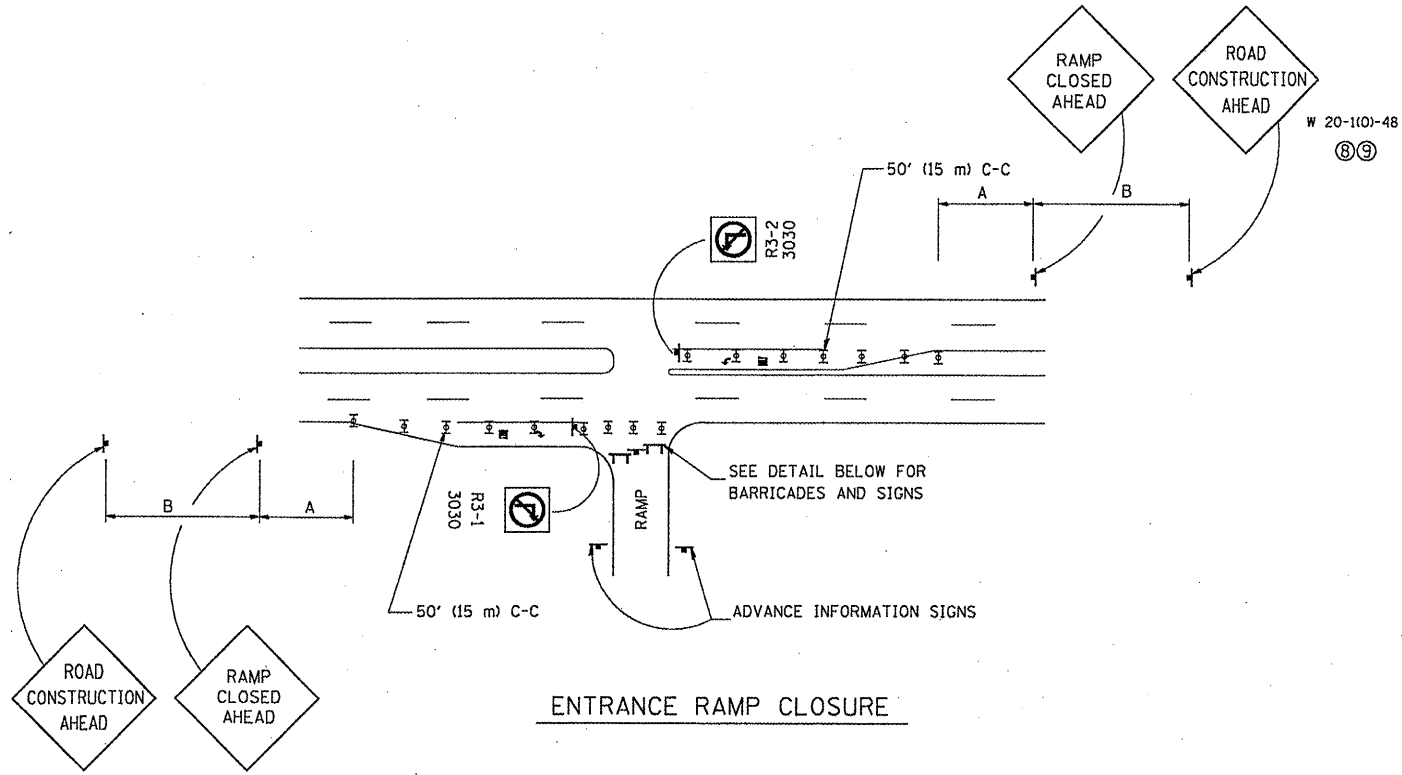 RAMP
CLOSED
AHEAD
ROAD
CONSTRUCTION
AHEAD
W 20-1(O)-48
⑧⑨
50' (15 m) C-C
A
B
R3-2
3030
SEE DETAIL BELOW FOR
BARRICADES AND SIGNS
B
A
R3-1
3030
RAMP
50' (15 m) C-C
ADVANCE INFORMATION SIGNS
ROAD
CONSTRUCTION
AHEAD
RAMP
CLOSED
AHEAD
ENTRANCE RAMP CLOSURE